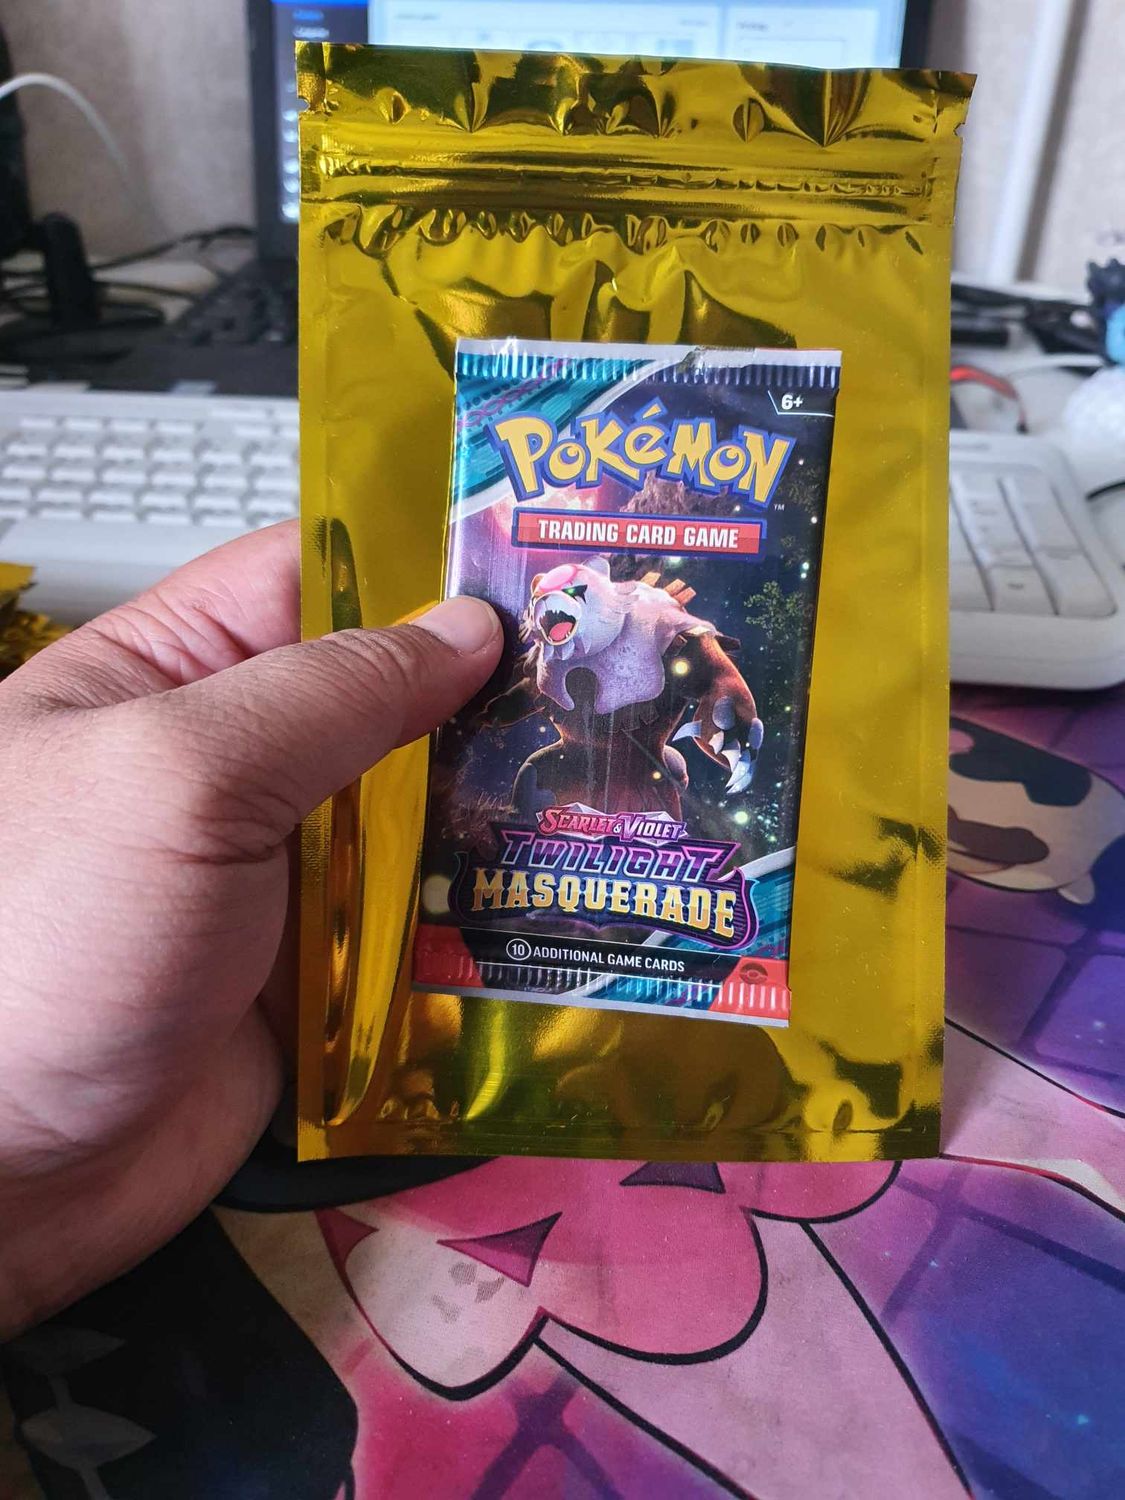 6+
POKéMON
™
TRADING CARD GAME
SCARLET & VIOLET
TWILIGHT
MASQUERADE
10 ADDITIONAL GAME CARDS